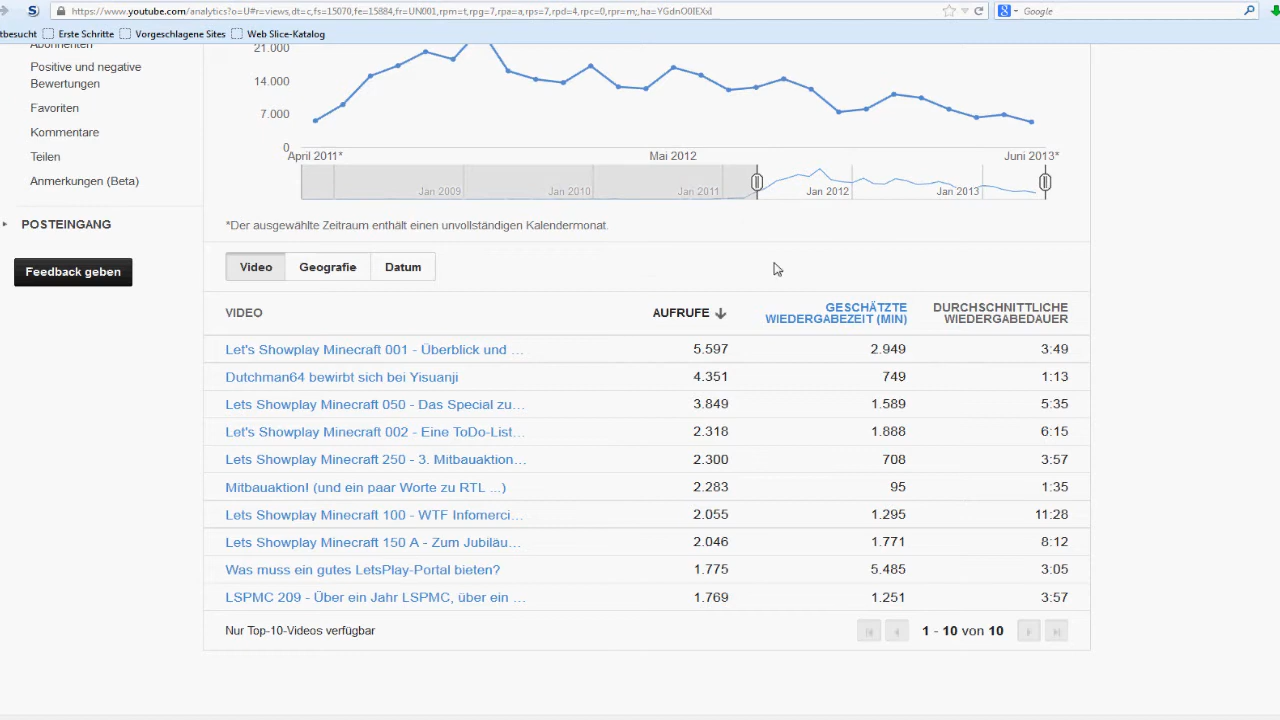 https://www.youtube.com/analytics?o=U#r=views,dt=c,fs=15070,fe=15884,fr=UN001,rpm=t,rpg=7,rpa=a,rps=7,rpd=4,rpc=0,rpr=m;,ha=YGdnO0IEXxI
Google
tbesucht Erste Schritte Vorgeschlagene Sites Web Slice-Katalog
Abonnenten
Positive und negative
Bewertungen
Favoriten
Kommentare
Teilen
Anmerkungen (Beta)
POSTEINGANG
Feedback geben
21.000
14.000
7.000
0
April 2011* Mai 2012 Juni 2013*
Jan 2009 Jan 2010 Jan 2011 Jan 2012 Jan 2013
*Der ausgewählte Zeitraum enthält einen unvollständigen Kalendermonat.
Video Geografie Datum
VIDEO AUFRUFE GESCHÄTZTE WIEDERGABEZEIT (MIN) DURCHSCHNITTLICHE WIEDERGABEDAUER
Let's Showplay Minecraft 001 - Überblick und ... 5.597 2.949 3:49
Dutchman64 bewirbt sich bei Yisuanji 4.351 749 1:13
Lets Showplay Minecraft 050 - Das Special zu... 3.849 1.589 5:35
Let's Showplay Minecraft 002 - Eine ToDo-List... 2.318 1.888 6:15
Lets Showplay Minecraft 250 - 3. Mitbauaktion... 2.300 708 3:57
Mitbauaktion! (und ein paar Worte zu RTL ...) 2.283 95 1:35
Lets Showplay Minecraft 100 - WTF Infomerci... 2.055 1.295 11:28
Lets Showplay Minecraft 150 A - Zum Jubiläu... 2.046 1.771 8:12
Was muss ein gutes LetsPlay-Portal bieten? 1.775 5.485 3:05
LSPMC 209 - Über ein Jahr LSPMC, über ein ... 1.769 1.251 3:57
Nur Top-10-Videos verfügbar 1 - 10 von 10